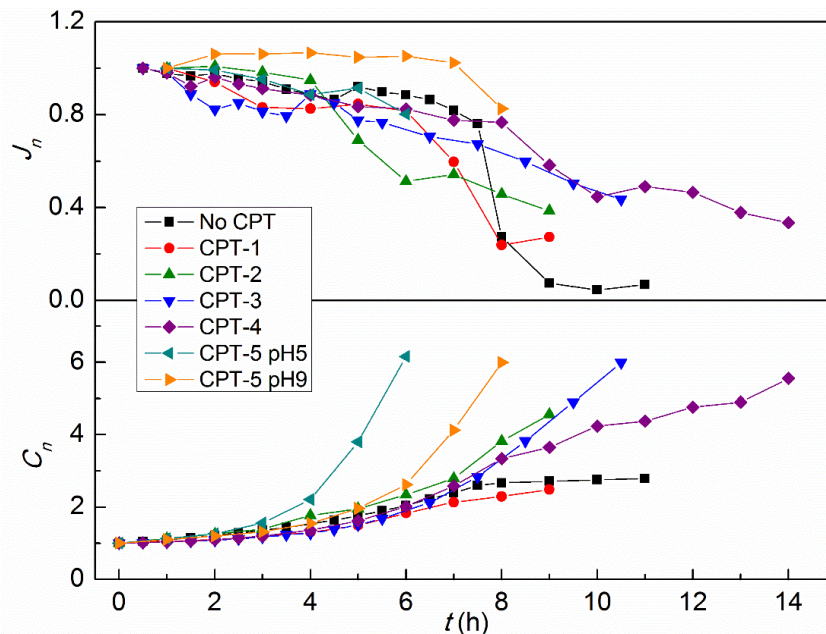 1.2
0.8
0.4
0.0
J_n
No CPT
CPT-1
CPT-2
CPT-3
CPT-4
CPT-5 pH5
CPT-5 pH9
6
4
2
0
C_n
0 2 4 6 8 10 12 14
t (h)